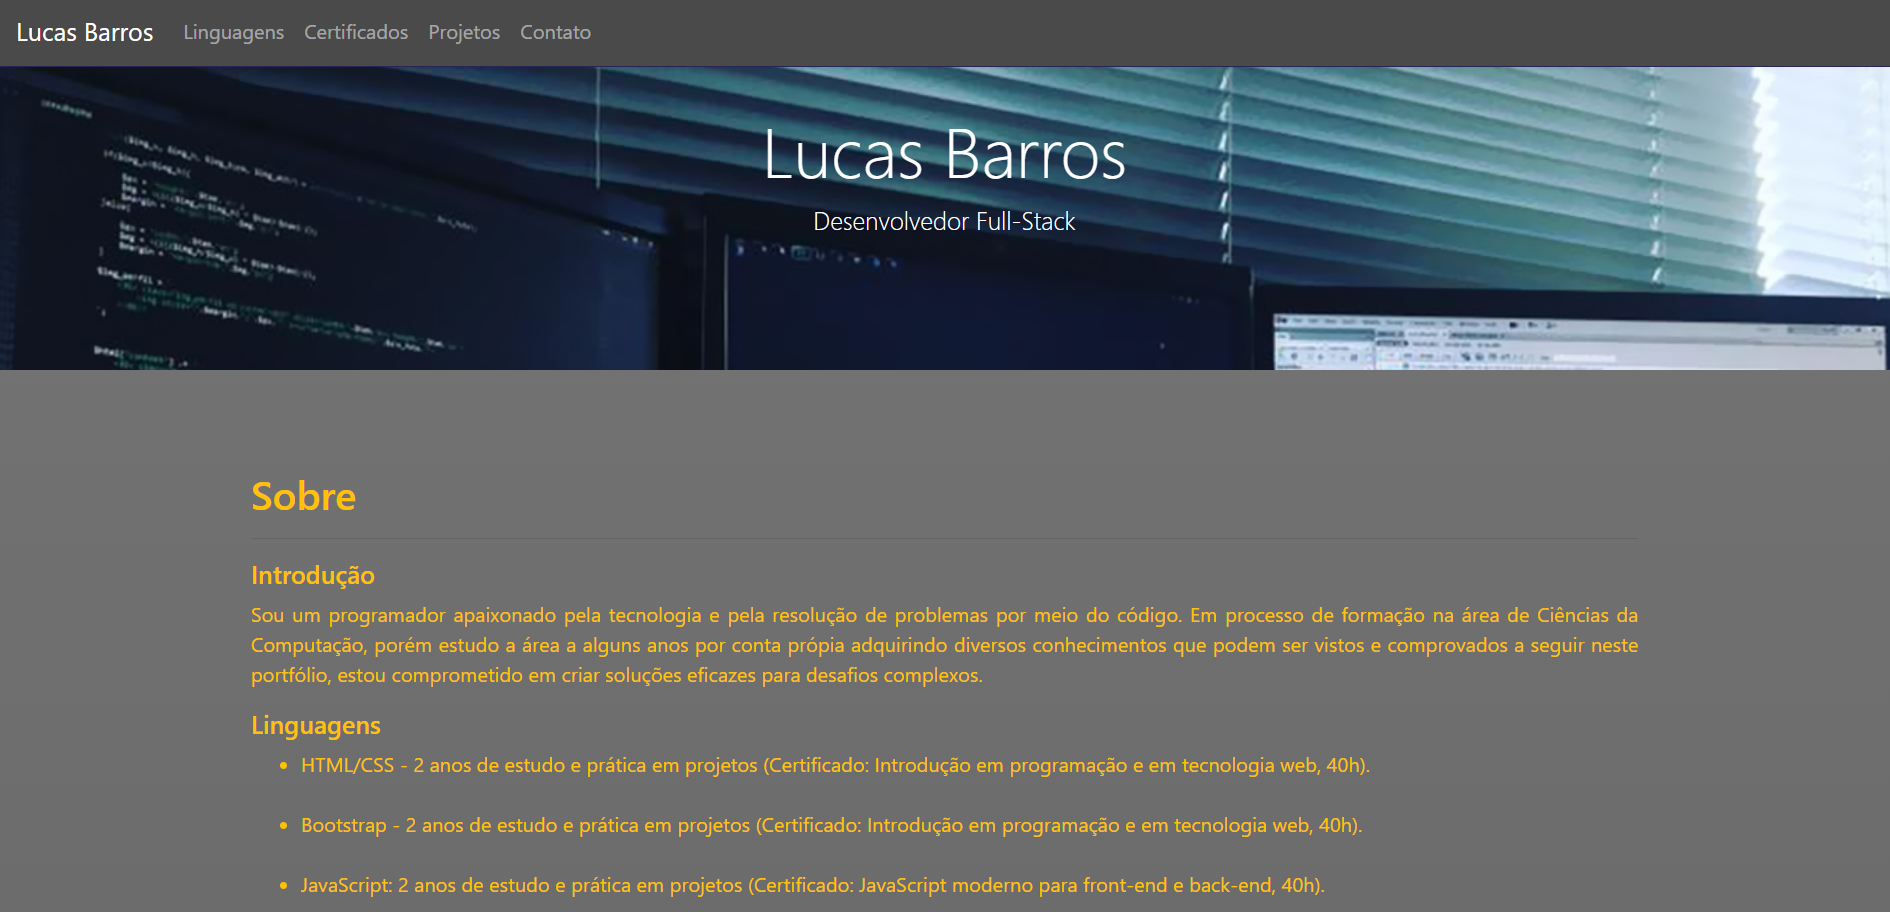 Lucas Barros Linguagens Certificados Projetos Contato
Lucas Barros
Desenvolvedor Full-Stack
Sobre
Introdução
Sou um programador apaixonado pela tecnologia e pela resolução de problemas por meio do código. Em processo de formação na área de Ciências da
Computação, porém estudo a área a alguns anos por conta própia adquirindo diversos conhecimentos que podem ser vistos e comprovados a seguir neste
portfólio, estou comprometido em criar soluções eficazes para desafios complexos.
Linguagens
• HTML/CSS - 2 anos de estudo e prática em projetos (Certificado: Introdução em programação e em tecnologia web, 40h).
• Bootstrap - 2 anos de estudo e prática em projetos (Certificado: Introdução em programação e em tecnologia web, 40h).
• JavaScript: 2 anos de estudo e prática em projetos (Certificado: JavaScript moderno para front-end e back-end, 40h).